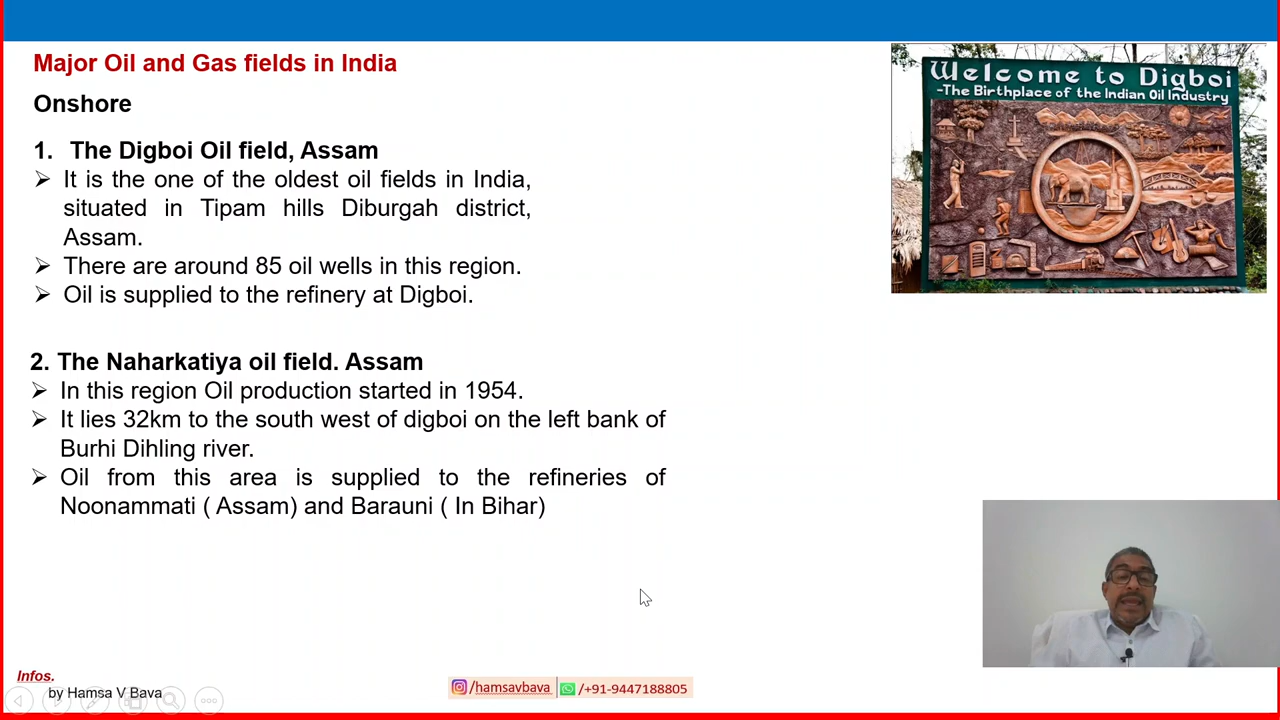 Major Oil and Gas fields in India
Onshore
1. The Digboi Oil field, Assam
It is the one of the oldest oil fields in India,
situated in Tipam hills Diburgah district,
Assam.
There are around 85 oil wells in this region.
Oil is supplied to the refinery at Digboi.
2. The Naharkatiya oil field. Assam
In this region Oil production started in 1954.
It lies 32km to the south west of digboi on the left bank of
Burhi Dihling river.
Oil from this area is supplied to the refineries of
Noonammati ( Assam) and Barauni ( In Bihar)
Welcome to Digboi
-The Birthplace of the Indian Oil Industry
Infos.
by Hamsa V Bava
/hamsavbava
/+91-9447188805